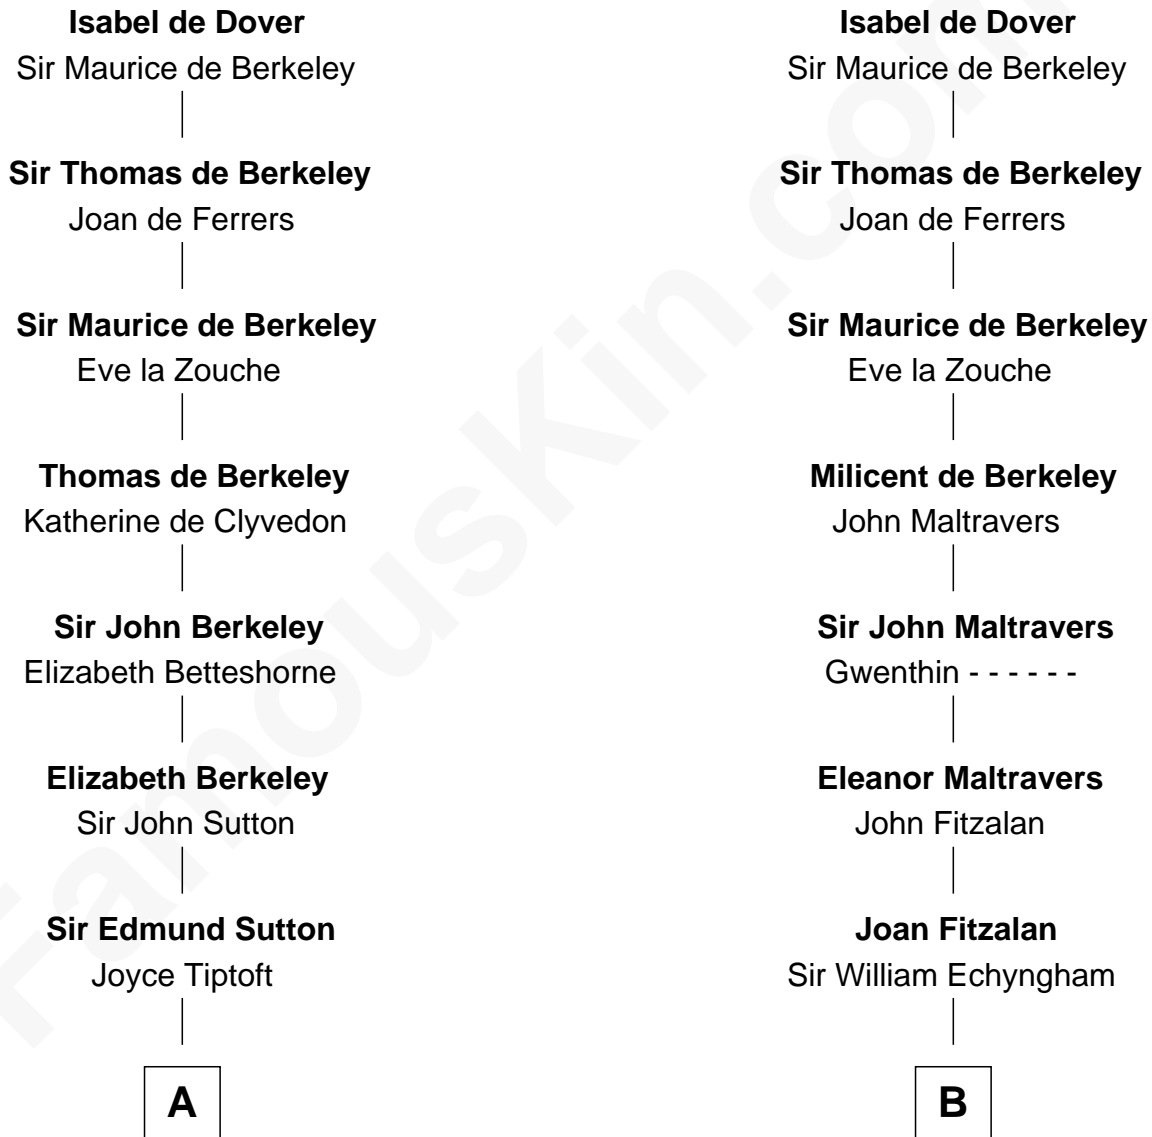 Isabel de Dover
Sir Maurice de Berkeley
Sir Thomas de Berkeley
Joan de Ferrers
Sir Maurice de Berkeley
Eve la Zouche
Thomas de Berkeley
Katherine de Clyvedon
Sir John Berkeley
Elizabeth Betteshorne
Elizabeth Berkeley
Sir John Sutton
Sir Edmund Sutton
Joyce Tiptoft
A
Isabel de Dover
Sir Maurice de Berkeley
Sir Thomas de Berkeley
Joan de Ferrers
Sir Maurice de Berkeley
Eve la Zouche
Milicent de Berkeley
John Maltravers
Sir John Maltravers
Gwenthin - - - - - -
Eleanor Maltravers
John Fitzalan
Joan Fitzalan
Sir William Echyngham
B
FamousKin.com